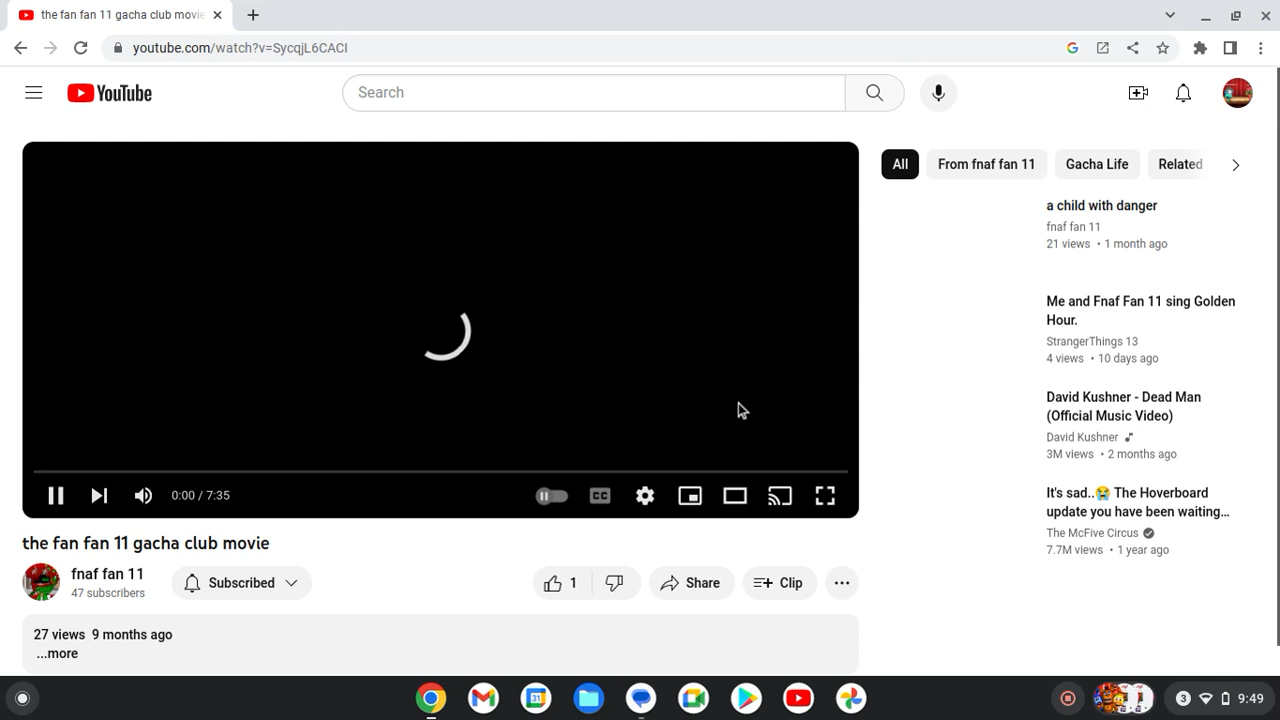 the fan fan 11 gacha club movie
youtube.com/watch?v=SycqjL6CACI
YouTube
Search
All
From fnaf fan 11
Gacha Life
Related
a child with danger
fnaf fan 11
21 views • 1 month ago
Me and Fnaf Fan 11 sing Golden
Hour.
StrangerThings 13
4 views • 10 days ago
David Kushner - Dead Man
(Official Music Video)
David Kushner
3M views • 2 months ago
It's sad..😭 The Hoverboard
update you have been waiting...
The McFive Circus
7.7M views • 1 year ago
0:00 / 7:35
CC
the fan fan 11 gacha club movie
fnaf fan 11
47 subscribers
Subscribed
1
Share
Clip
27 views 9 months ago
...more
31
3
9:49